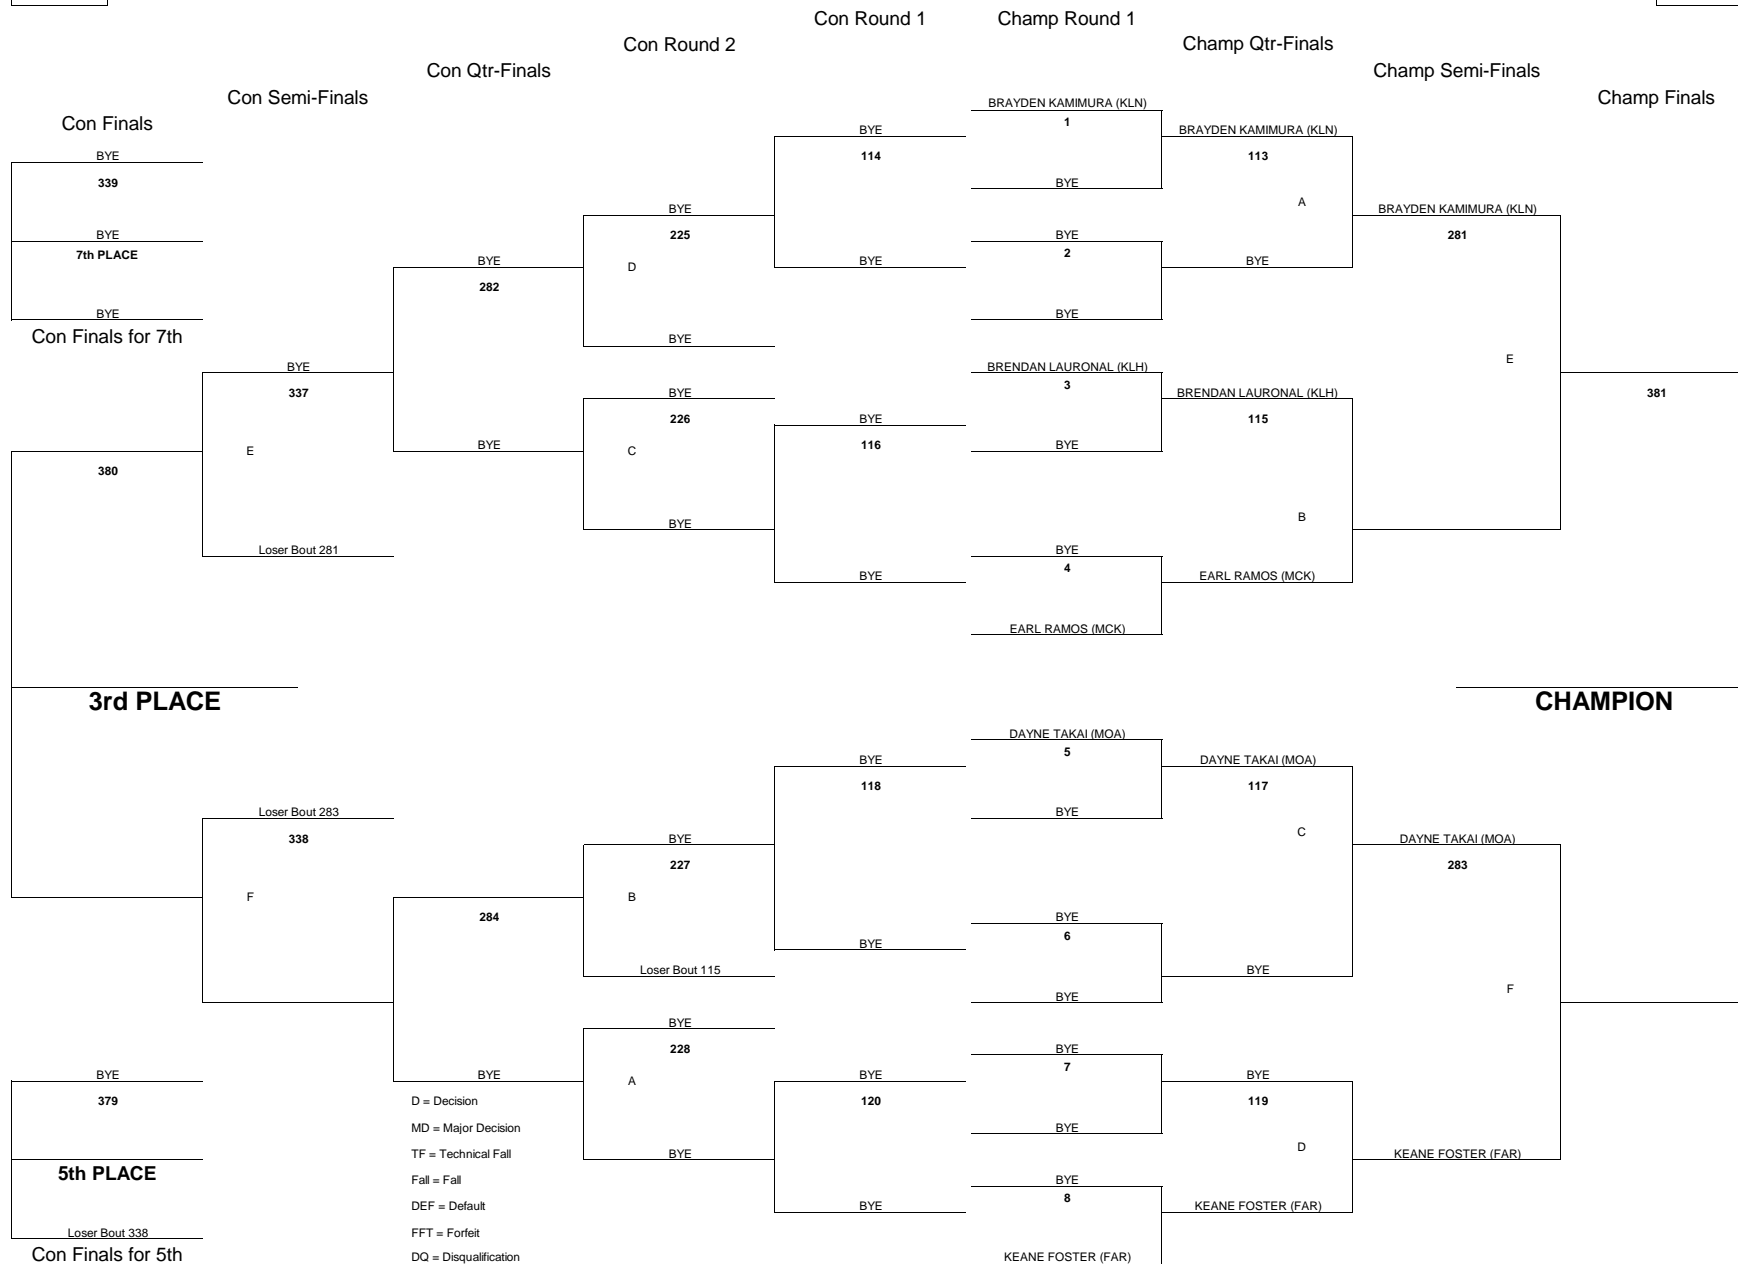 Con Round 1
Champ Round 1
Con Round 2
Champ Qtr-Finals
Con Qtr-Finals
Champ Semi-Finals
Con Semi-Finals
Champ Finals
Con Finals
BRAYDEN KAMIMURA (KLN)
1
BYE
BRAYDEN KAMIMURA (KLN)
BYE
114
113
339
BYE
A
BYE
BRAYDEN KAMIMURA (KLN)
BYE
225
BYE
281
7th PLACE
2
BYE
D
BYE
BYE
282
BYE
BYE
Con Finals for 7th
BYE
E
BYE
BRENDAN LAURONAL (KLH)
3
337
BYE
BRENDAN LAURONAL (KLH)
381
226
BYE
115
E
BYE
C
116
BYE
380
BYE
B
Loser Bout 281
BYE
4
BYE
EARL RAMOS (MCK)
EARL RAMOS (MCK)
3rd PLACE
CHAMPION
DAYNE TAKAI (MOA)
5
BYE
DAYNE TAKAI (MOA)
118
117
Loser Bout 283
BYE
C
338
BYE
DAYNE TAKAI (MOA)
227
283
F
B
284
BYE
6
BYE
Loser Bout 115
BYE
F
BYE
BYE
228
BYE
7
BYE
BYE
A
BYE
BYE
379
D = Decision
120
119
MD = Major Decision
BYE
D
TF = Technical Fall
BYE
KEANE FOSTER (FAR)
5th PLACE
Fall = Fall
BYE
8
DEF = Default
BYE
KEANE FOSTER (FAR)
Loser Bout 338
FFT = Forfeit
Con Finals for 5th
DQ = Disqualification
KEANE FOSTER (FAR)